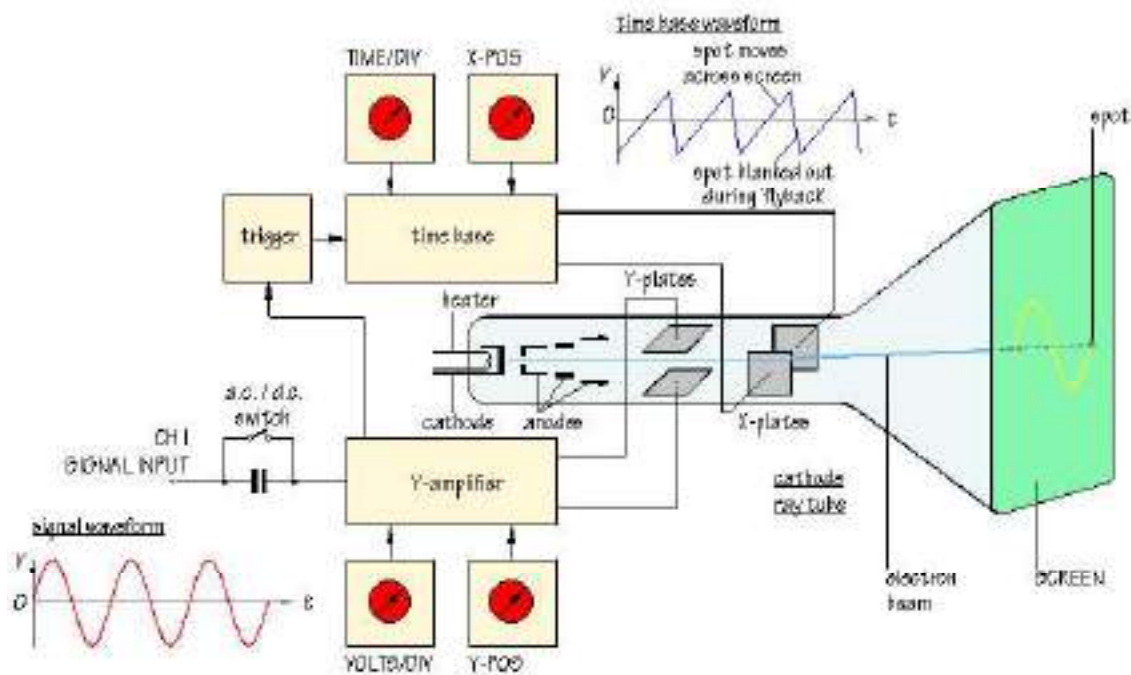 time base waveform
spot moves
across screen
TIME/DIV
X-POS
V
0
t
spot
spot blanked out
during flyback
trigger
time base
Y-plates
heater
a.c. / d.c.
switch
cathode
anodes
X-plates
CH I
SIGNAL INPUT
Y-amplifier
cathode
ray tube
signal waveform
V
0
t
electron
beam
SCREEN
VOLTS/DIV
Y-POS